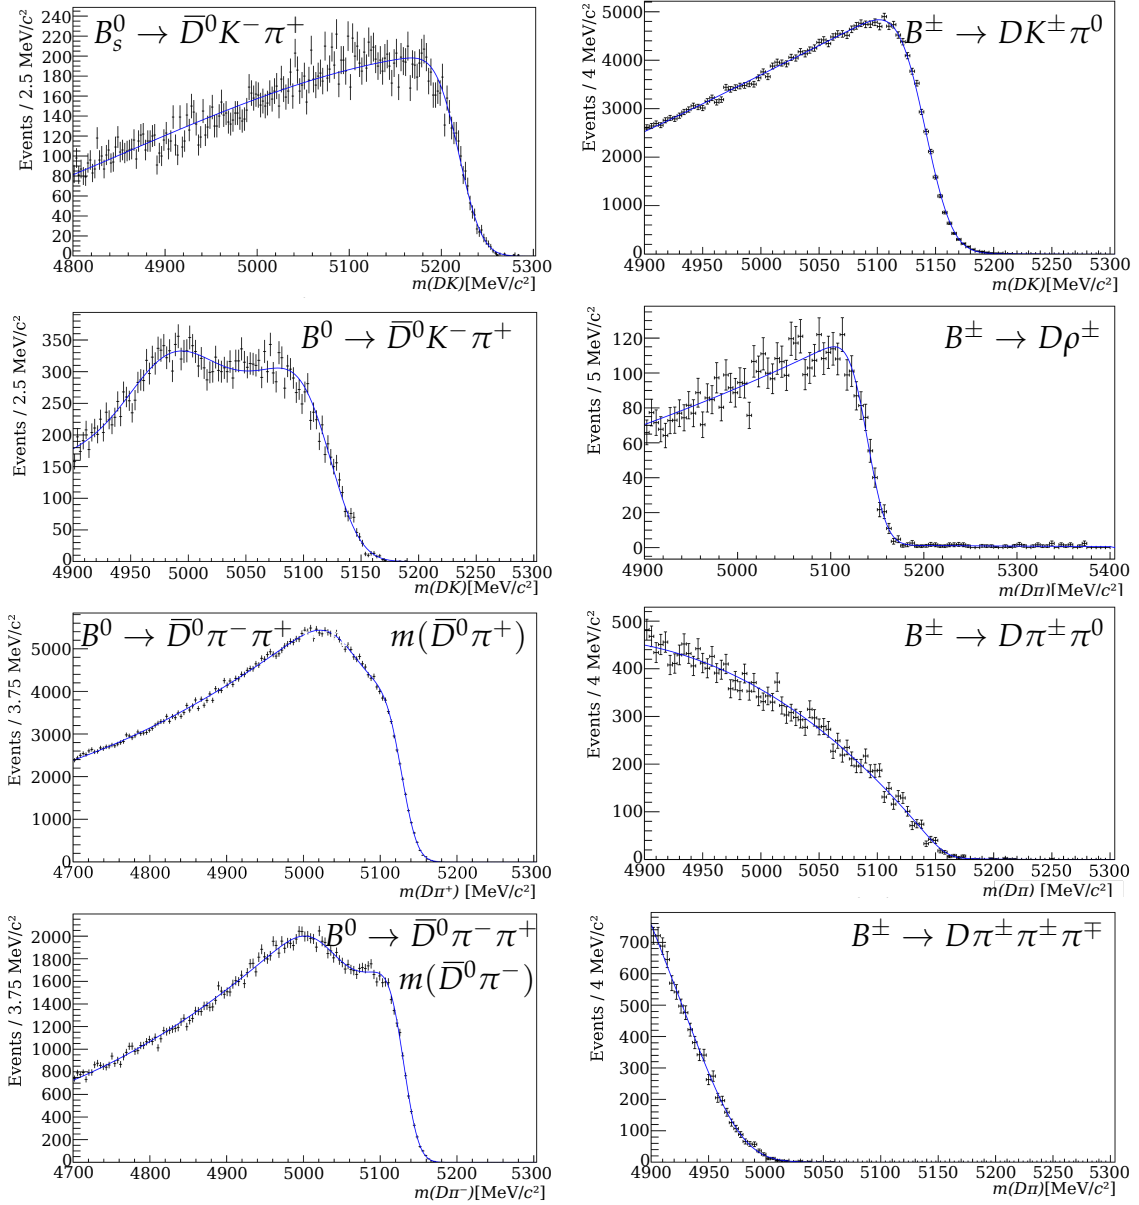 B⁰ₛ → D̅⁰K⁻π⁺
Events / 2.5 MeV/c²
240
220
200
180
160
140
120
100
80
60
40
20
0
4800 4900 5000 5100 5200 5300
m(DK)[MeV/c²]
B± → DK±π⁰
Events / 4 MeV/c²
5000
4000
3000
2000
1000
0
4900 4950 5000 5050 5100 5150 5200 5250 5300
m(DK)[MeV/c²]
B⁰ → D̅⁰K⁻π⁺
Events / 2.5 MeV/c²
350
300
250
200
150
100
50
0
4900 4950 5000 5050 5100 5150 5200 5250 5300
m(DK)[MeV/c²]
B± → Dρ±
Events / 5 MeV/c²
120
100
80
60
40
20
0
4900 5000 5100 5200 5300 5400
m(Dπ)[MeV/c²]
B⁰ → D̅⁰π⁻π⁺ m(D̅⁰π⁺)
Events / 3.75 MeV/c²
5000
4000
3000
2000
1000
0
4700 4800 4900 5000 5100 5200 5300
m(Dπ⁺) [MeV/c²]
B± → Dπ±π⁰
Events / 4 MeV/c²
500
400
300
200
100
0
4900 4950 5000 5050 5100 5150 5200 5250 5300
m(Dπ) [MeV/c²]
B⁰ → D̅⁰π⁻π⁺
m(D̅⁰π⁻)
Events / 3.75 MeV/c²
2000
1800
1600
1400
1200
1000
800
600
400
200
0
4700 4800 4900 5000 5100 5200 5300
m(Dπ⁻)[MeV/c²]
B± → Dπ±π±π∓
Events / 4 MeV/c²
700
600
500
400
300
200
100
0
4900 4950 5000 5050 5100 5150 5200 5250 5300
m(Dπ)[MeV/c²]